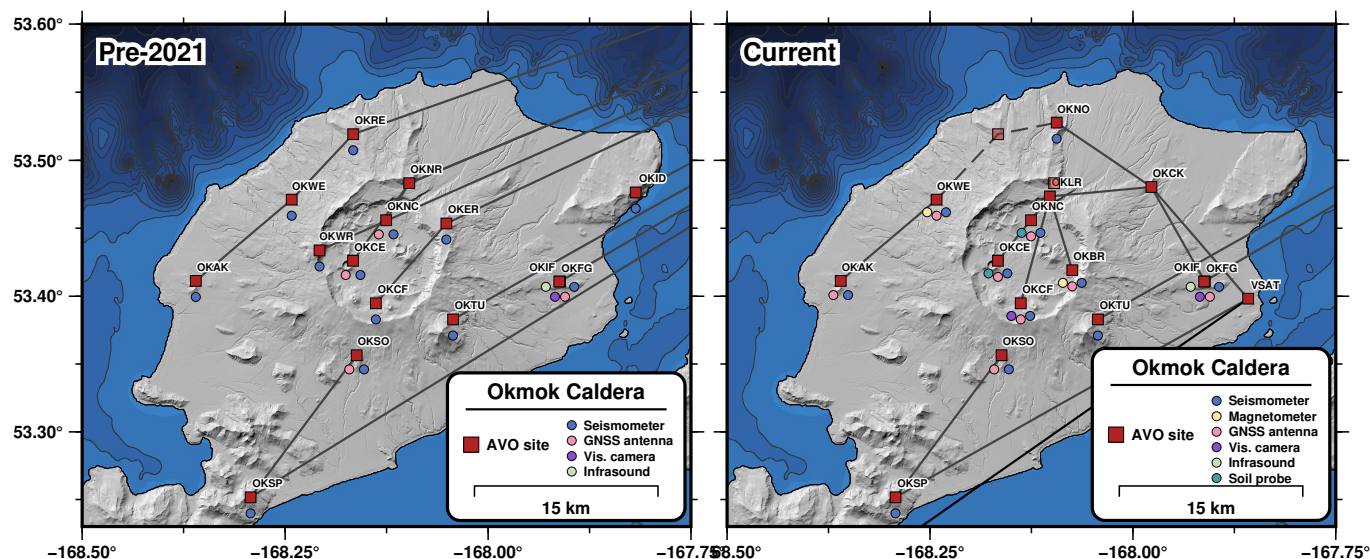 53.60°
53.50°
53.40°
53.30°
Pre-2021
OKRE
OKNR
OKID
OKWE
OKNC
OKER
OKWR
OKCE
OKAK
OKIF
OKFG
OKCF
OKTU
OKSO
OKSP
Okmok Caldera
AVO site
Seismometer
GNSS antenna
Vis. camera
Infrasound
15 km
−168.50°
−168.25°
−168.00°
−167.75°
Current
OKNO
OKCK
OKLR
OKWE
OKNC
OKCE
OKBR
OKAK
OKIF
OKFG
VSAT
OKCF
OKTU
OKSO
OKSP
Okmok Caldera
AVO site
Seismometer
Magnetometer
GNSS antenna
Vis. camera
Infrasound
Soil probe
15 km
−168.25°
−168.00°
−167.75°